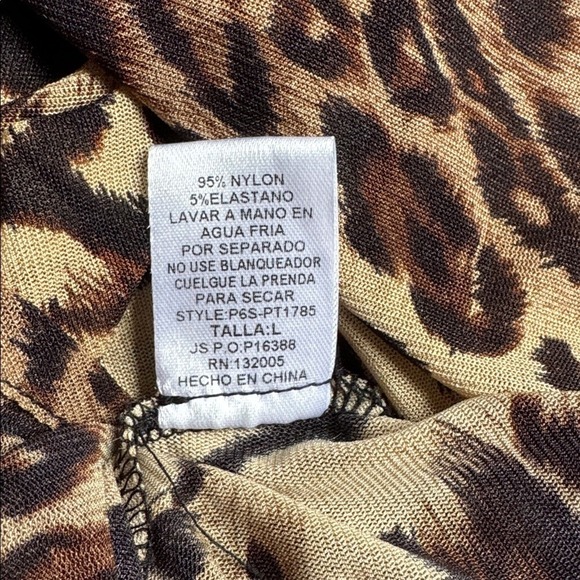 95% NYLON
5%ELASTANO
LAVAR A MANO EN
AGUA FRIA
POR SEPARADO
NO USE BLANQUEADOR
CUELGUE LA PRENDA
PARA SECAR
STYLE:P6S-PT1785
TALLA:L
JS P.O:P16388
RN:132005
HECHO EN CHINA